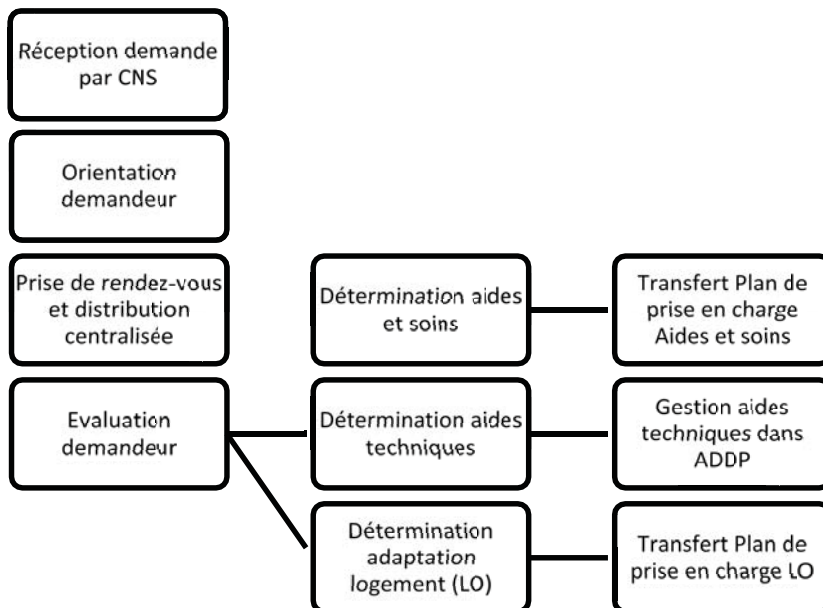 Réception demande
par CNS
Orientation
demandeur
Prise de rendez-vous
et distribution
centralisée
Evaluation
demandeur
Détermination aides
et soins
Détermination aides
techniques
Détermination
adaptation
logement (LO)
Transfert Plan de
prise en charge
Aides et soins
Gestion aides
techniques dans
ADDP
Transfert Plan de
prise en charge LO